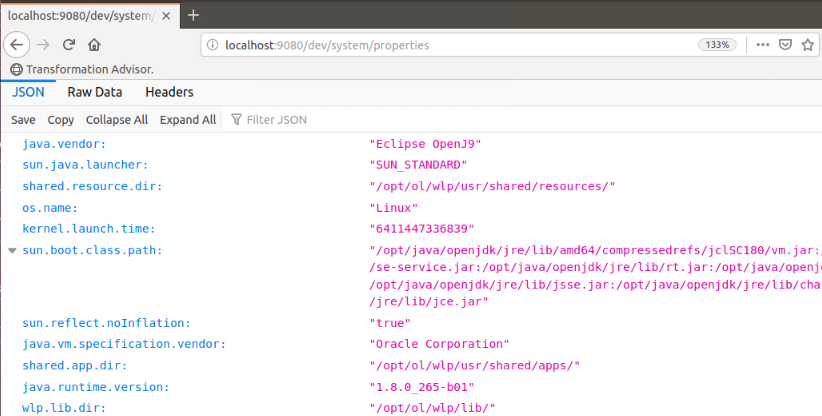 localhost:9080/dev/system/
localhost:9080/dev/system/properties 133%
Transformation Advisor.
JSON Raw Data Headers
Save Copy Collapse All Expand All Filter JSON
java.vendor: "Eclipse OpenJ9"
sun.java.launcher: "SUN_STANDARD"
shared.resource.dir: "/opt/ol/wlp/usr/shared/resources/"
os.name: "Linux"
kernel.launch.time: "6411447336839"
sun.boot.class.path: "/opt/java/openjdk/jre/lib/amd64/compressedrefs/jclSC180/vm.jar:
/se-service.jar:/opt/java/openjdk/jre/lib/rt.jar:/opt/java/openj
/opt/java/openjdk/jre/lib/jsse.jar:/opt/java/openjdk/jre/lib/cha
/jre/lib/jce.jar"
sun.reflect.noInflation: "true"
java.vm.specification.vendor: "Oracle Corporation"
shared.app.dir: "/opt/ol/wlp/usr/shared/apps/"
java.runtime.version: "1.8.0_265-b01"
wlp.lib.dir: "/opt/ol/wlp/lib/"